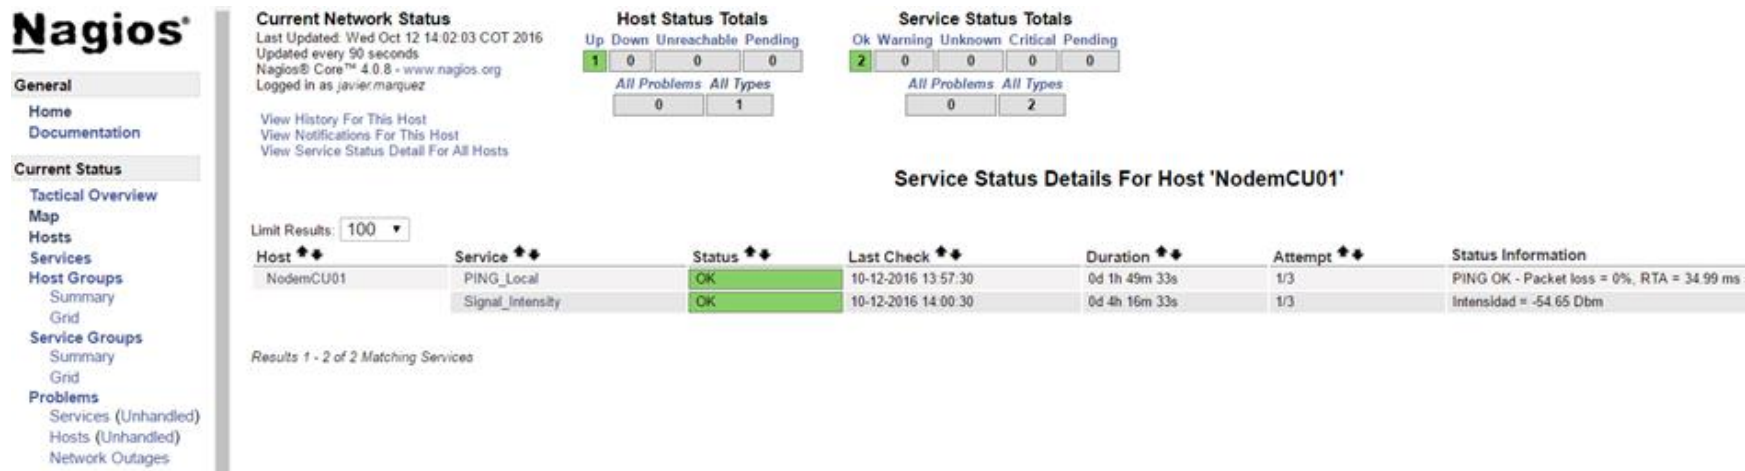 Nagios®
General
Home
Documentation
Current Status
Tactical Overview
Map
Hosts
Services
Host Groups
Summary
Grid
Service Groups
Summary
Grid
Problems
Services (Unhandled)
Hosts (Unhandled)
Network Outages
Current Network Status
Last Updated: Wed Oct 12 14:02:03 COT 2016
Updated every 90 seconds
Nagios® Core™ 4.0.8 - www.nagios.org
Logged in as javier.marquez
View History For This Host
View Notifications For This Host
View Service Status Detail For All Hosts
Host Status Totals
Up Down Unreachable Pending
1 0 0 0
All Problems All Types
0 1
Service Status Totals
Ok Warning Unknown Critical Pending
2 0 0 0 0
All Problems All Types
0 2
Service Status Details For Host 'NodemCU01'
Limit Results: 100
Host Service Status Last Check Duration Attempt Status Information
NodemCU01 PING_Local OK 10-12-2016 13:57:30 0d 1h 49m 33s 1/3 PING OK - Packet loss = 0%, RTA = 34.99 ms
Signal_Intensity OK 10-12-2016 14:00:30 0d 4h 16m 33s 1/3 Intensidad = -54.65 Dbm
Results 1 - 2 of 2 Matching Services